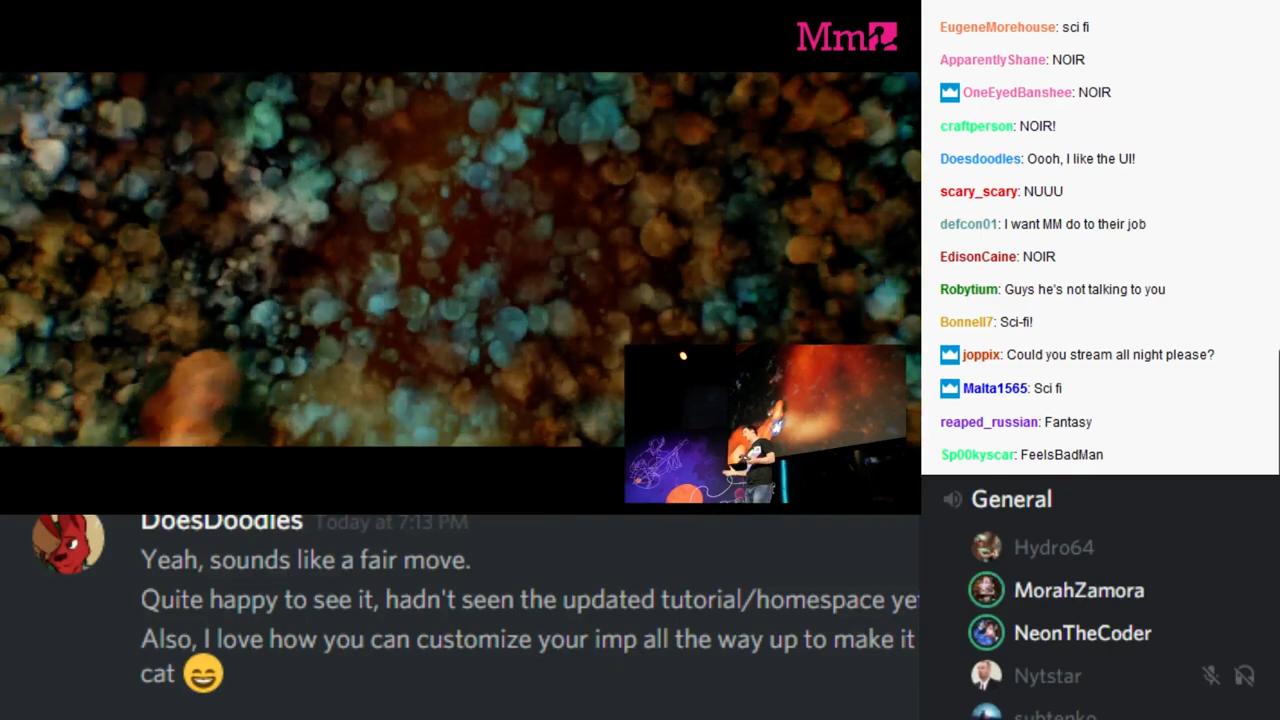 Mm
EugeneMorehouse: sci fi
ApparentlyShane: NOIR
OneEyedBanshee: NOIR
craftperson: NOIR!
Doesdoodles: Oooh, I like the UI!
scary_scary: NUUU
defcon01: I want MM do to their job
EdisonCaine: NOIR
Robytium: Guys he's not talking to you
Bonnell7: Sci-fi!
joppix: Could you stream all night please?
Malta1565: Sci fi
reaped_russian: Fantasy
Sp00kyscar: FeelsBadMan
DoesDoodles Today at 7:13 PM
Yeah, sounds like a fair move.
Quite happy to see it, hadn't seen the updated tutorial/homespace ye
Also, I love how you can customize your imp all the way up to make it
cat 😄
General
Hydro64
MorahZamora
NeonTheCoder
Nytstar
subtenko